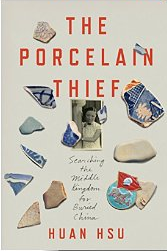 THE
PORCELAIN
THIEF
Searching
the Middle
Kingdom
for Buried
China
HUAN HSU